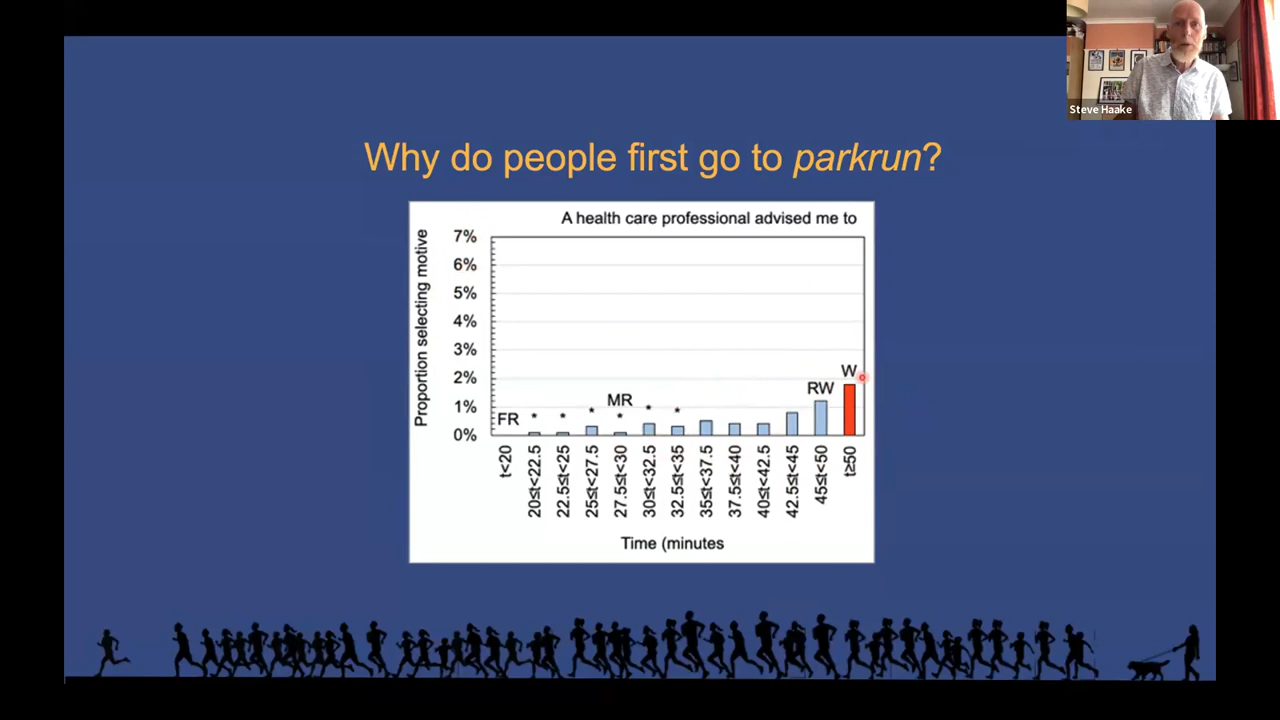 Steve Haake
Why do people first go to parkrun?
A health care professional advised me to
Proportion selecting motive
7%
6%
5%
4%
3%
2%
1%
0%
FR
*
*
*
MR
*
*
*
RW
W
t<20
20≤t<22.5
22.5≤t<25
25≤t<27.5
27.5≤t<30
30≤t<32.5
32.5≤t<35
35≤t<37.5
37.5≤t<40
40≤t<42.5
42.5≤t<45
45≤t<50
t≥50
Time (minutes